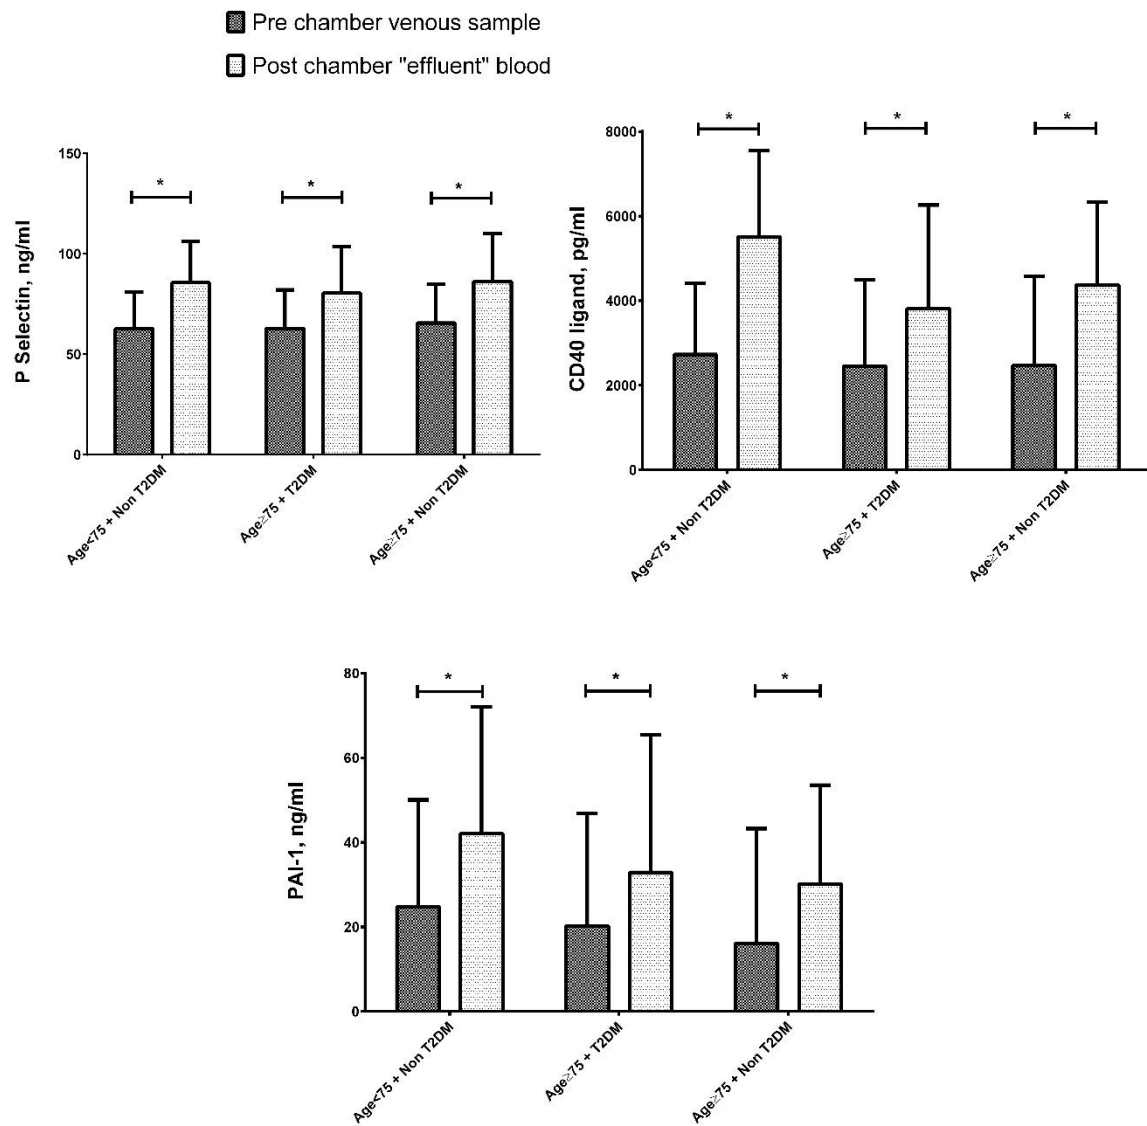 Pre chamber venous sample
Post chamber "effluent" blood
P Selectin, ng/ml
150
100
50
0
*
*
*
Age<75 + Non T2DM
Age≥75 + T2DM
Age≥75 + Non T2DM
CD40 ligand, pg/ml
8000
6000
4000
2000
0
*
*
*
Age<75 + Non T2DM
Age≥75 + T2DM
Age≥75 + Non T2DM
PAI-1, ng/ml
80
60
40
20
0
*
*
*
Age<75 + Non T2DM
Age≥75 + T2DM
Age≥75 + Non T2DM